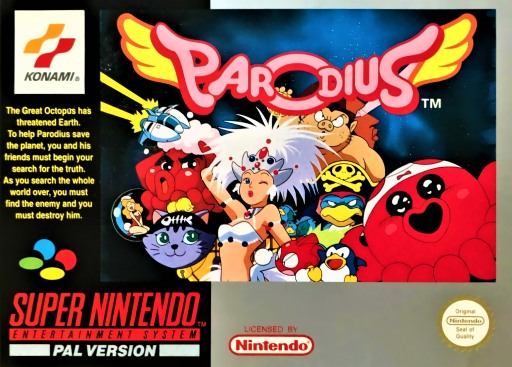 KONAMI®
PARODIUS
TM
The Great Octopus has
threatened Earth.
To help Parodius save
the planet, you and his
friends must begin your
search for the truth.
As you search the whole
world over, you must
find the enemy and you
must destroy him.
SUPER NINTENDO
TM
ENTERTAINMENT SYSTEM
PAL VERSION
LICENSED BY
Nintendo®
Original
Nintendo
Seal of
Quality